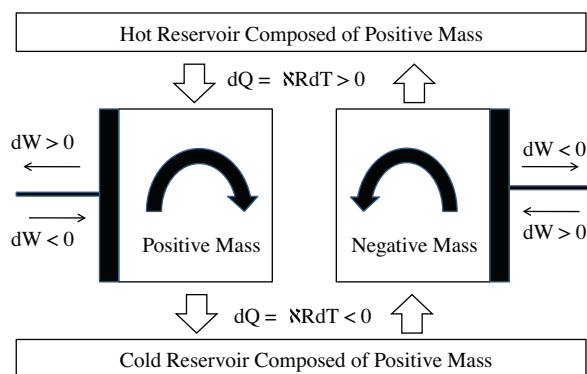 Hot Reservoir Composed of Positive Mass
dQ = ℵRdT > 0
dW > 0
dW < 0
Positive Mass
Negative Mass
dW < 0
dW > 0
dQ = ℵRdT < 0
Cold Reservoir Composed of Positive Mass